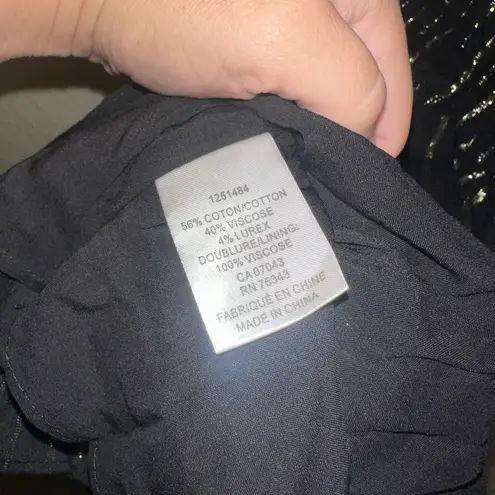 1251484
56% COTON/COTTON
40% VISCOSE
4% LUREX
DOUBLURE/LINING:
100% VISCOSE
CA 07043
RN 75343
FABRIQUÉ EN CHINE
MADE IN CHINA